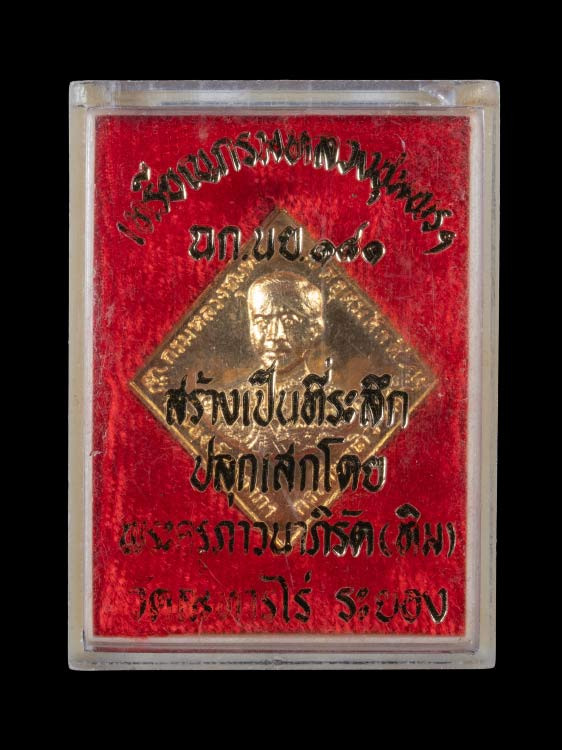 เหรียญกรมหลวงชุมพรฯ
ฉก.นย.๑๘๑
สร้างเป็นที่ระลึก
ปลุกเสกโดย
พระครูภาวนาภิรัต(ทิม)
วัดละหารไร่ ระยอง